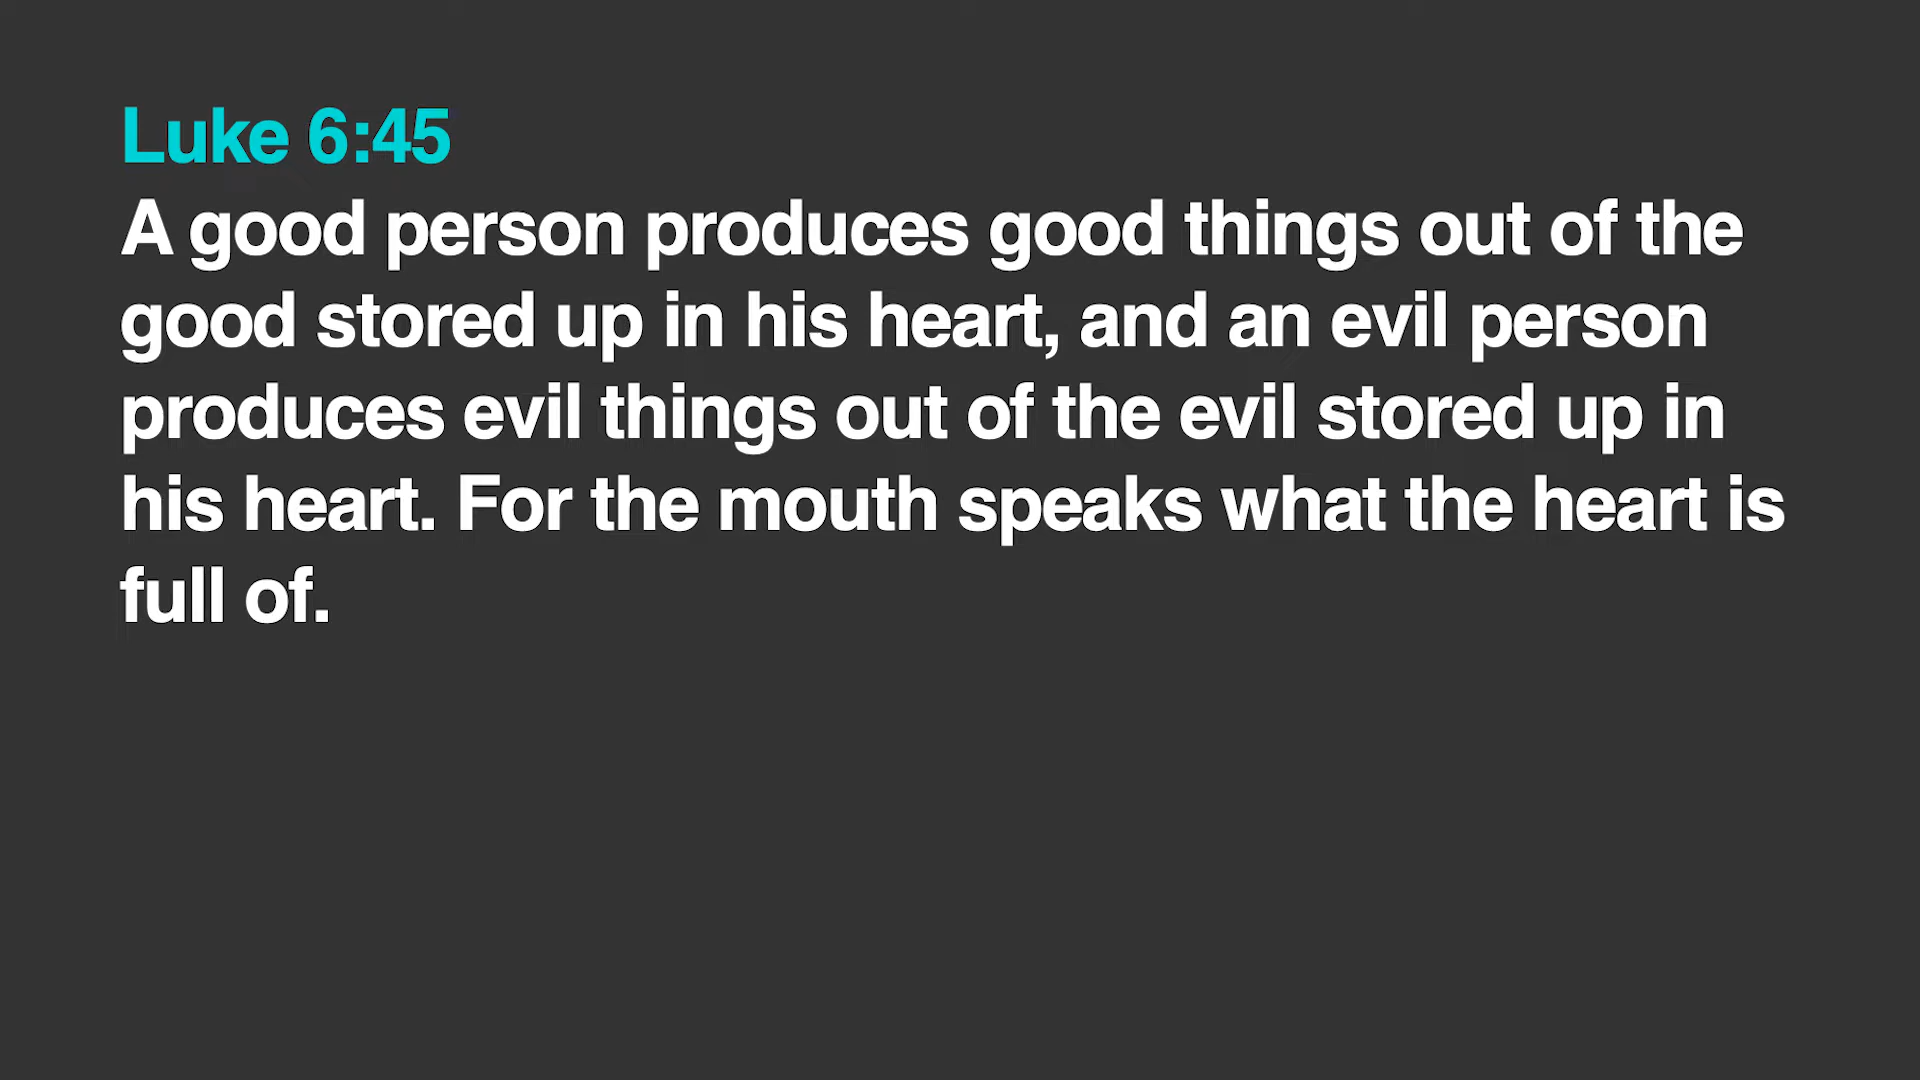 Luke 6:45
A good person produces good things out of the
good stored up in his heart, and an evil person
produces evil things out of the evil stored up in
his heart. For the mouth speaks what the heart is
full of.